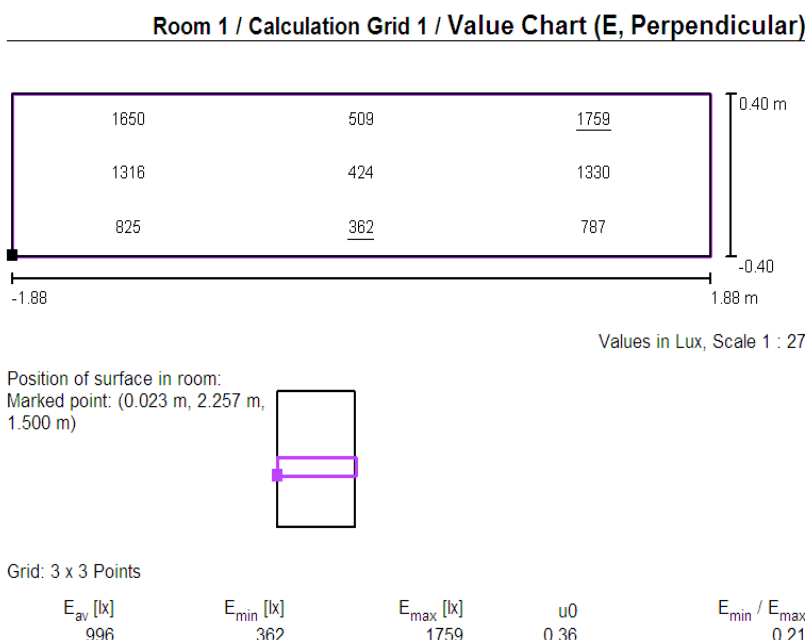 Room 1 / Calculation Grid 1 / Value Chart (E, Perpendicular)
1650 509 1759 0.40 m
1316 424 1330
825 362 787
-0.40
-1.88 1.88 m
Values in Lux, Scale 1 : 27
Position of surface in room:
Marked point: (0.023 m, 2.257 m,
1.500 m)
Grid: 3 x 3 Points
Eav [lx] Emin [lx] Emax [lx] u0 Emin / Emax
996 362 1759 0.36 0.21